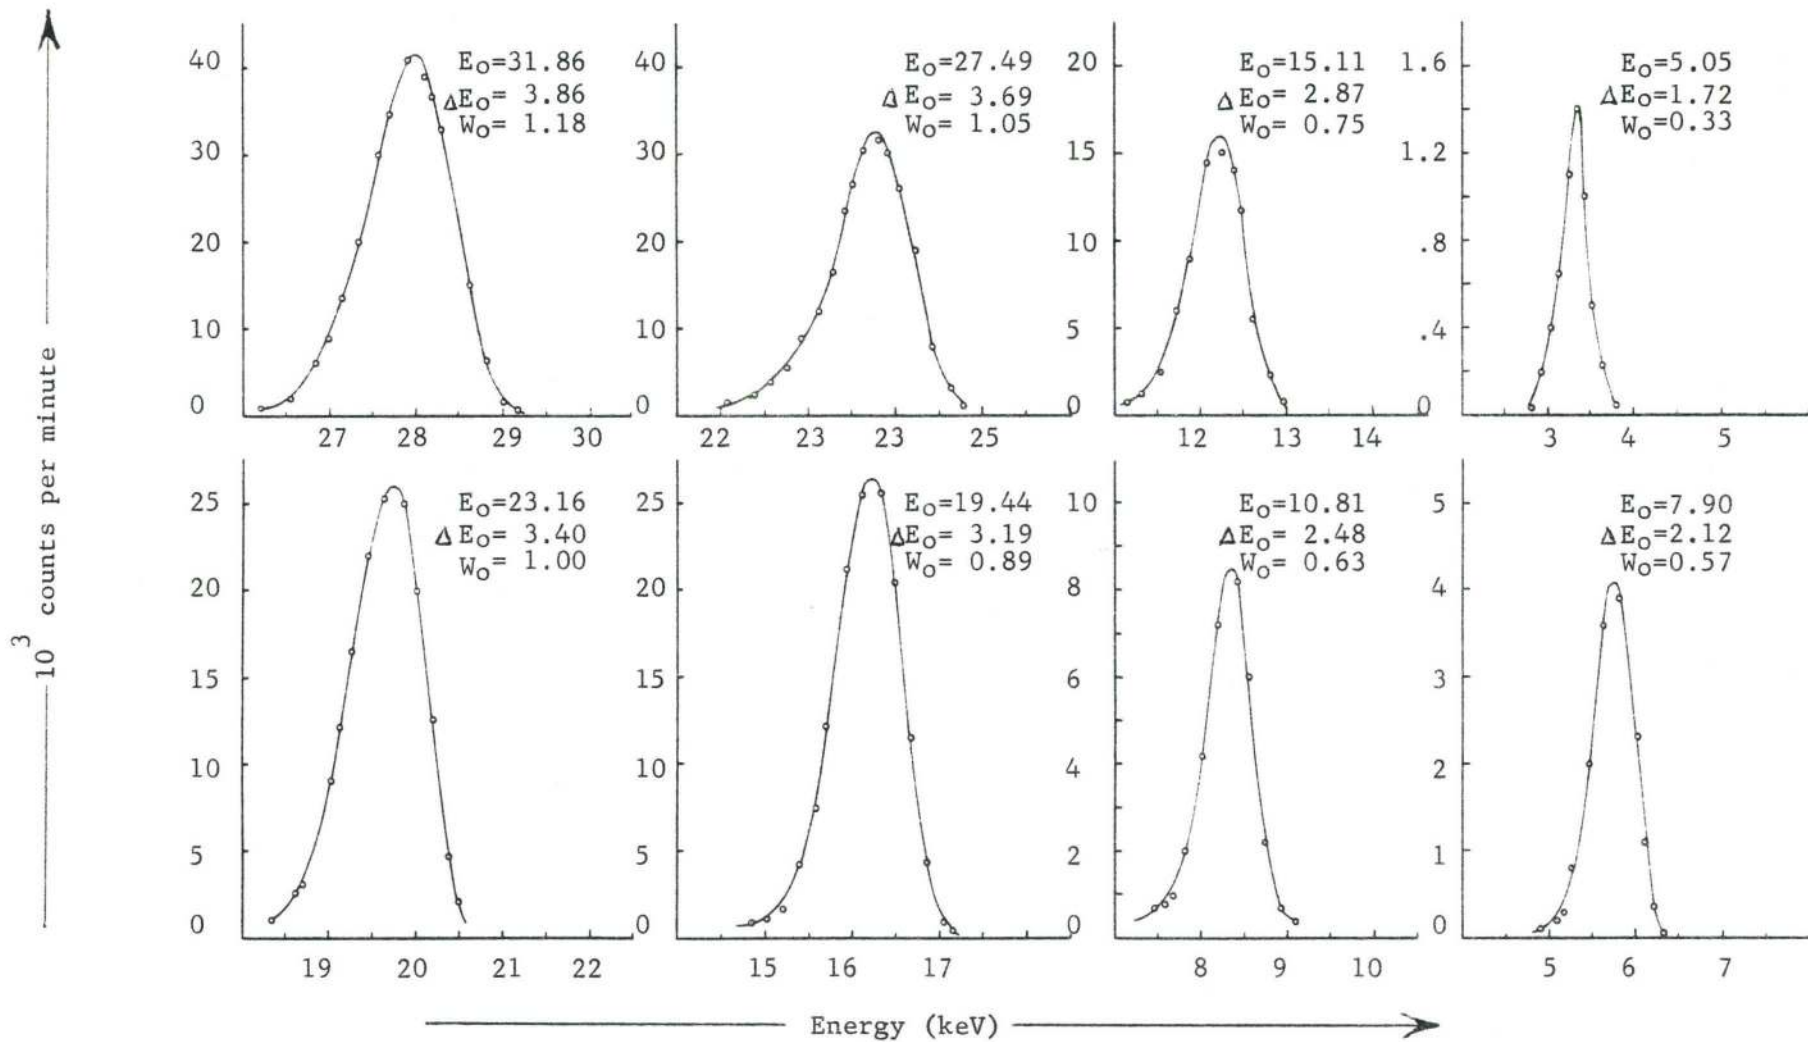 10³ counts per minute
40
30
20
10
0
E₀=31.86
ΔE₀= 3.86
W₀= 1.18
27 28 29 30
40
30
20
10
0
E₀=27.49
ΔE₀= 3.69
W₀= 1.05
22 23 23 25
20
15
10
5
0
E₀=15.11
ΔE₀= 2.87
W₀= 0.75
12 13 14
1.6
1.2
.8
.4
0
E₀=5.05
ΔE₀=1.72
W₀=0.33
3 4 5
25
20
15
10
5
0
E₀=23.16
ΔE₀= 3.40
W₀= 1.00
19 20 21 22
25
20
15
10
5
0
E₀=19.44
ΔE₀= 3.19
W₀= 0.89
15 16 17
10
8
6
4
2
0
E₀=10.81
ΔE₀= 2.48
W₀= 0.63
8 9 10
5
4
3
2
1
0
E₀=7.90
ΔE₀=2.12
W₀=0.57
5 6 7
Energy (keV)